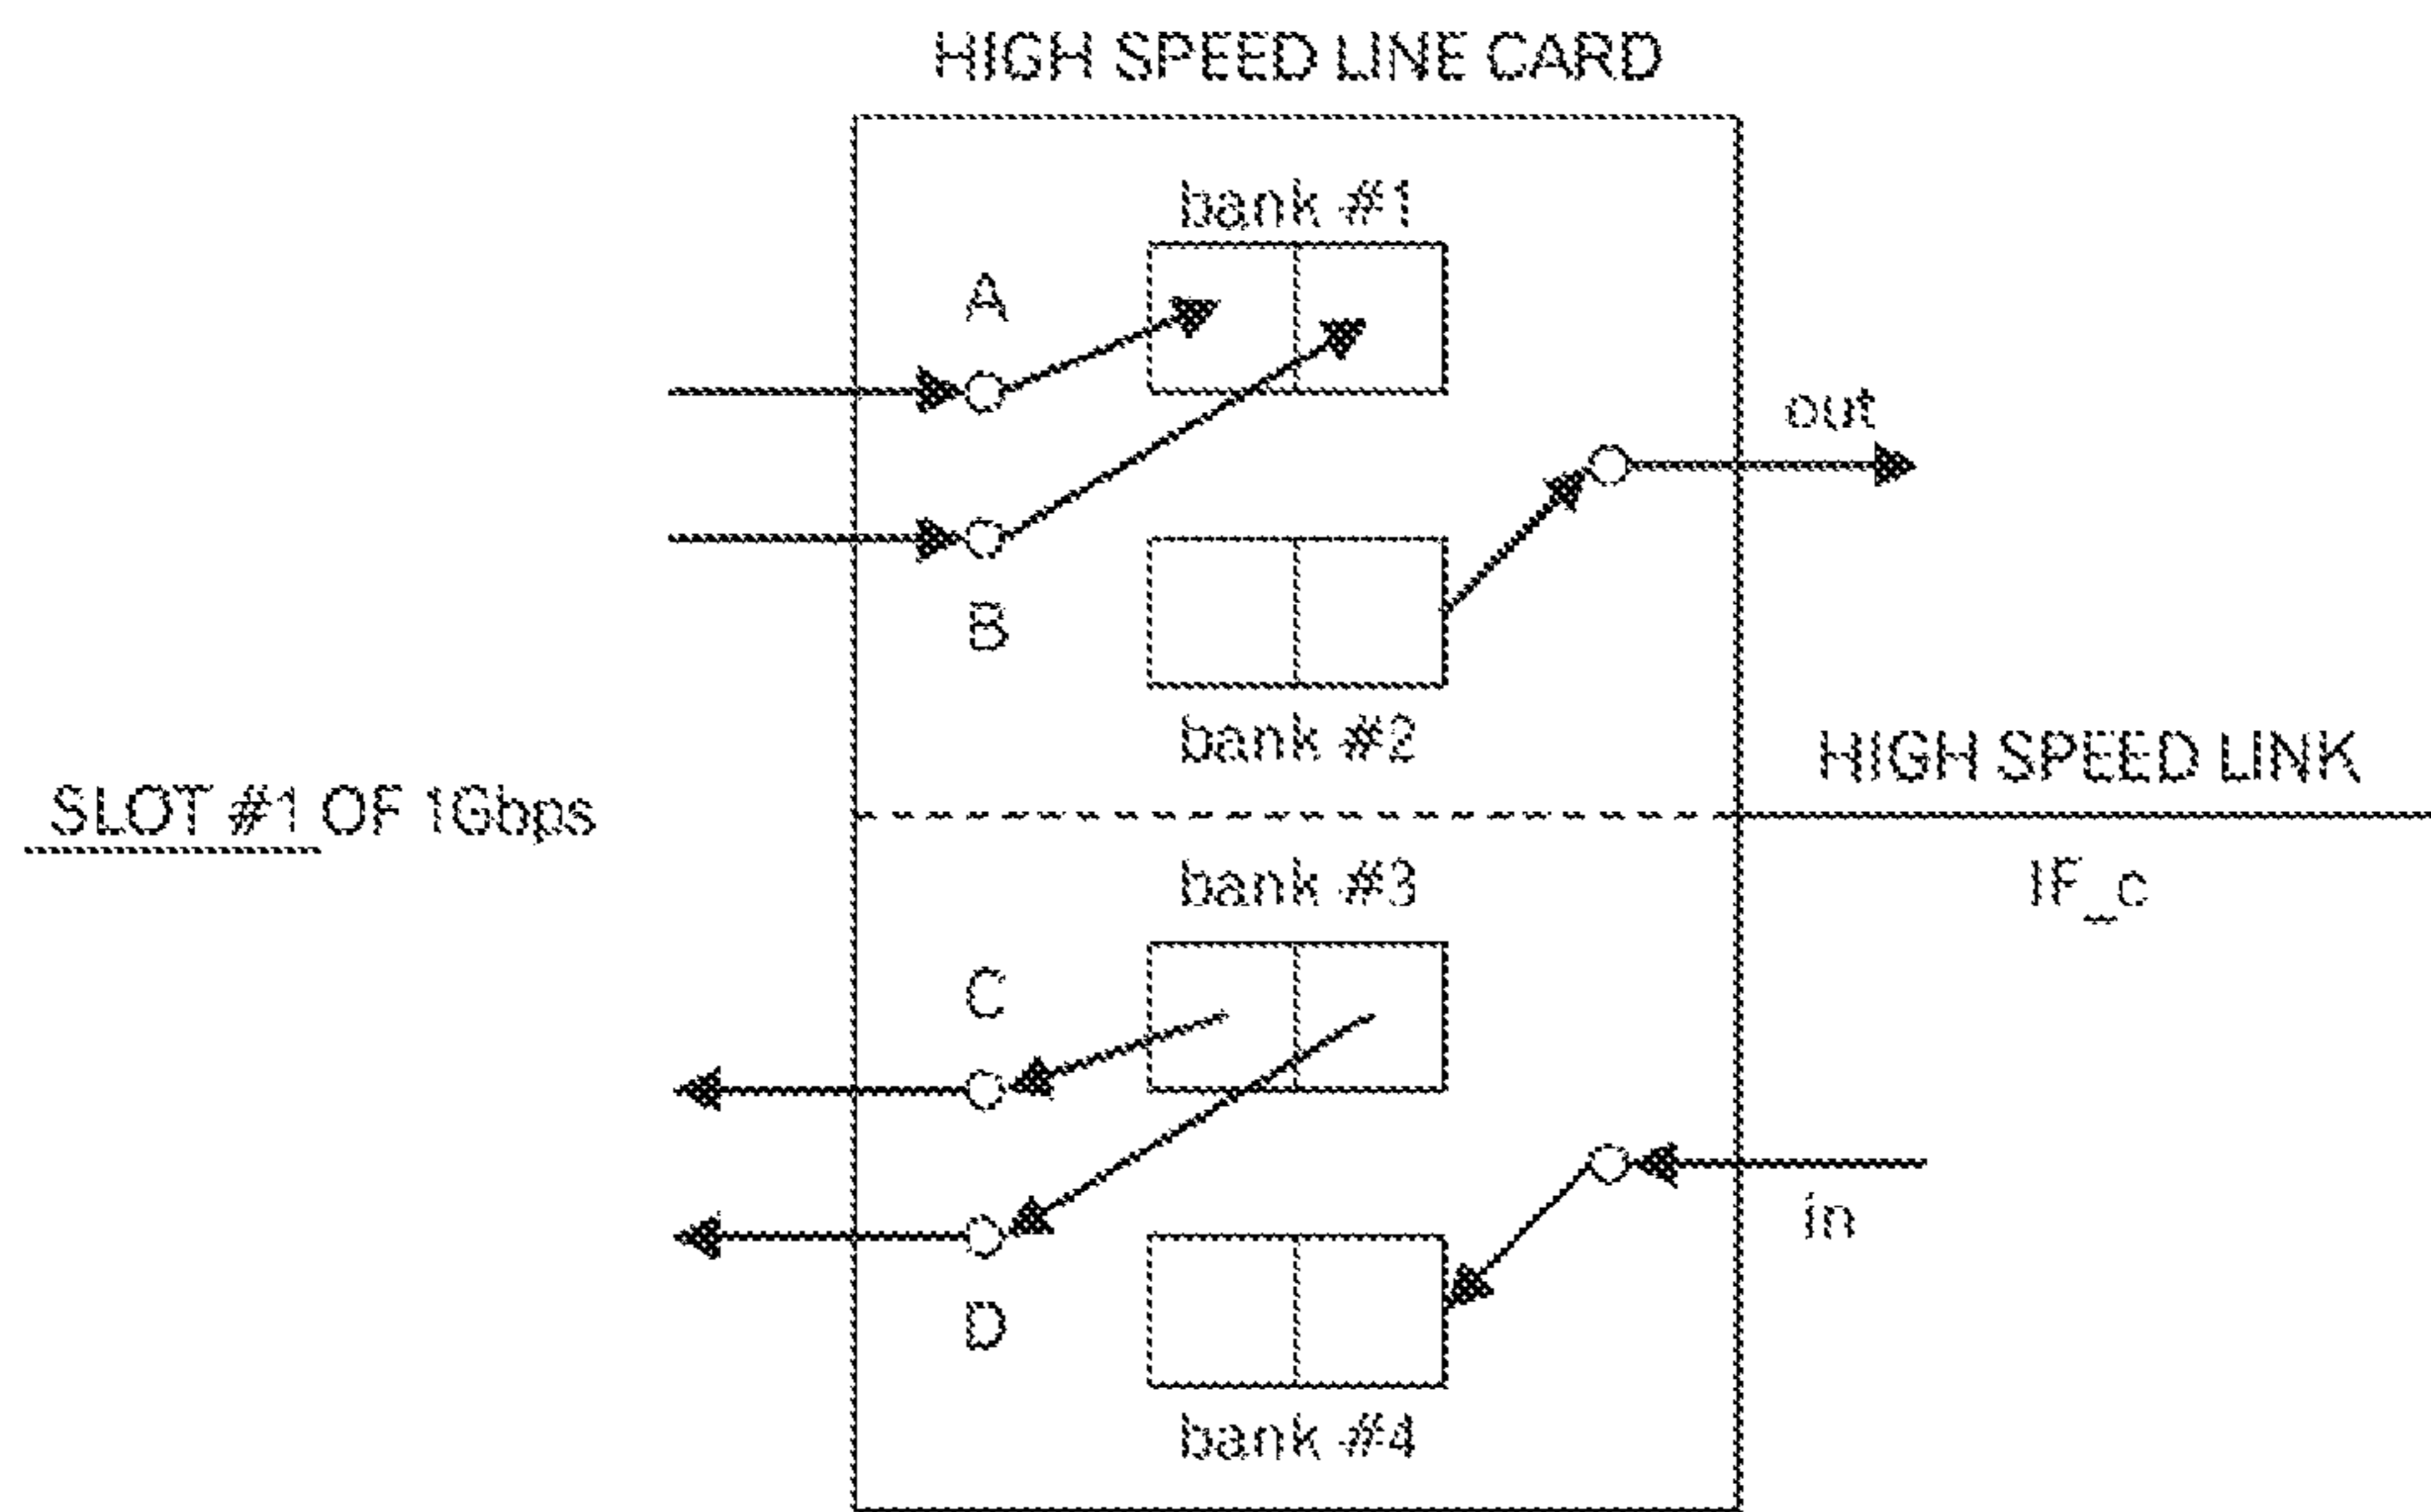 HIGH SPEED LINE CARD
bank #1
A
out
B
bank #2
HIGH SPEED LINK
SLOT #1 OF 1Gbps
bank #3
IF_c
C
in
D
bank #4